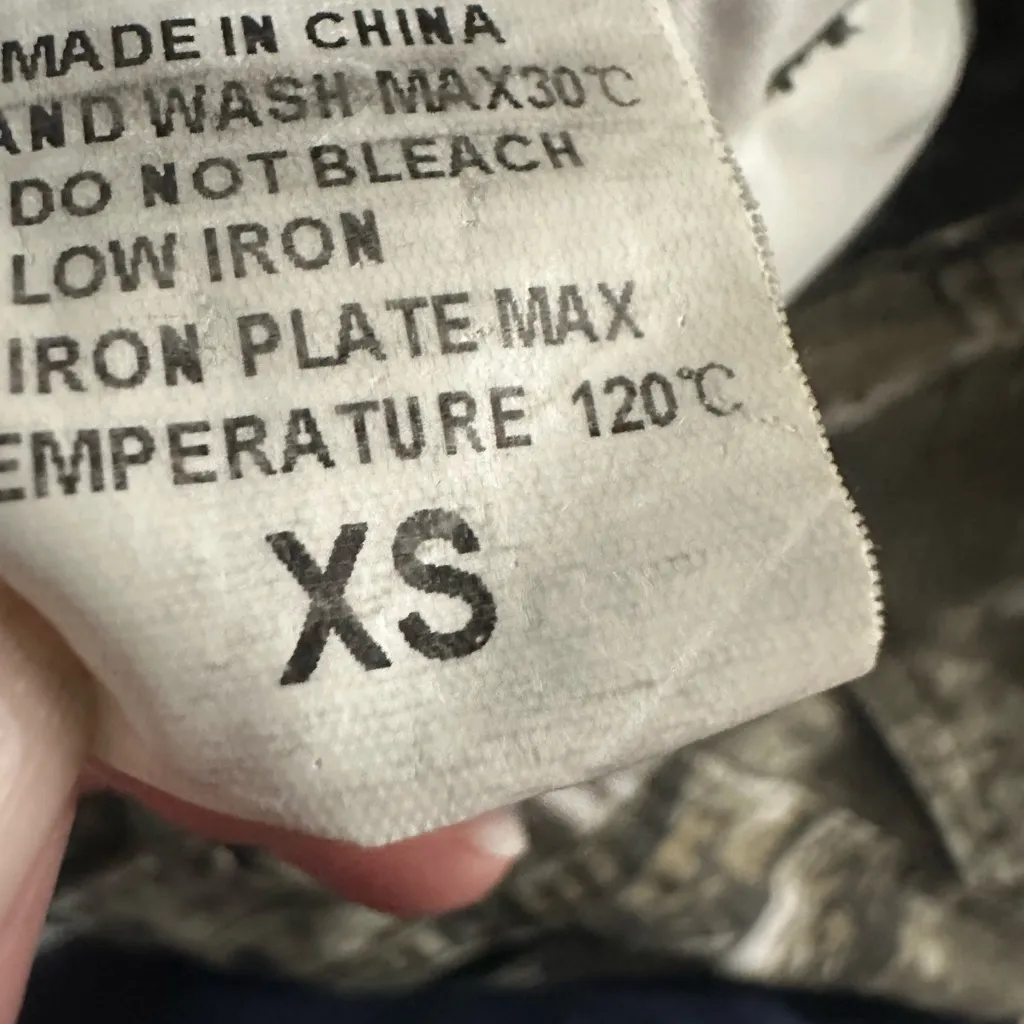 MADE IN CHINA
AND WASH MAX30℃
DO NOT BLEACH
LOW IRON
IRON PLATE MAX
EMPERATURE 120℃
XS